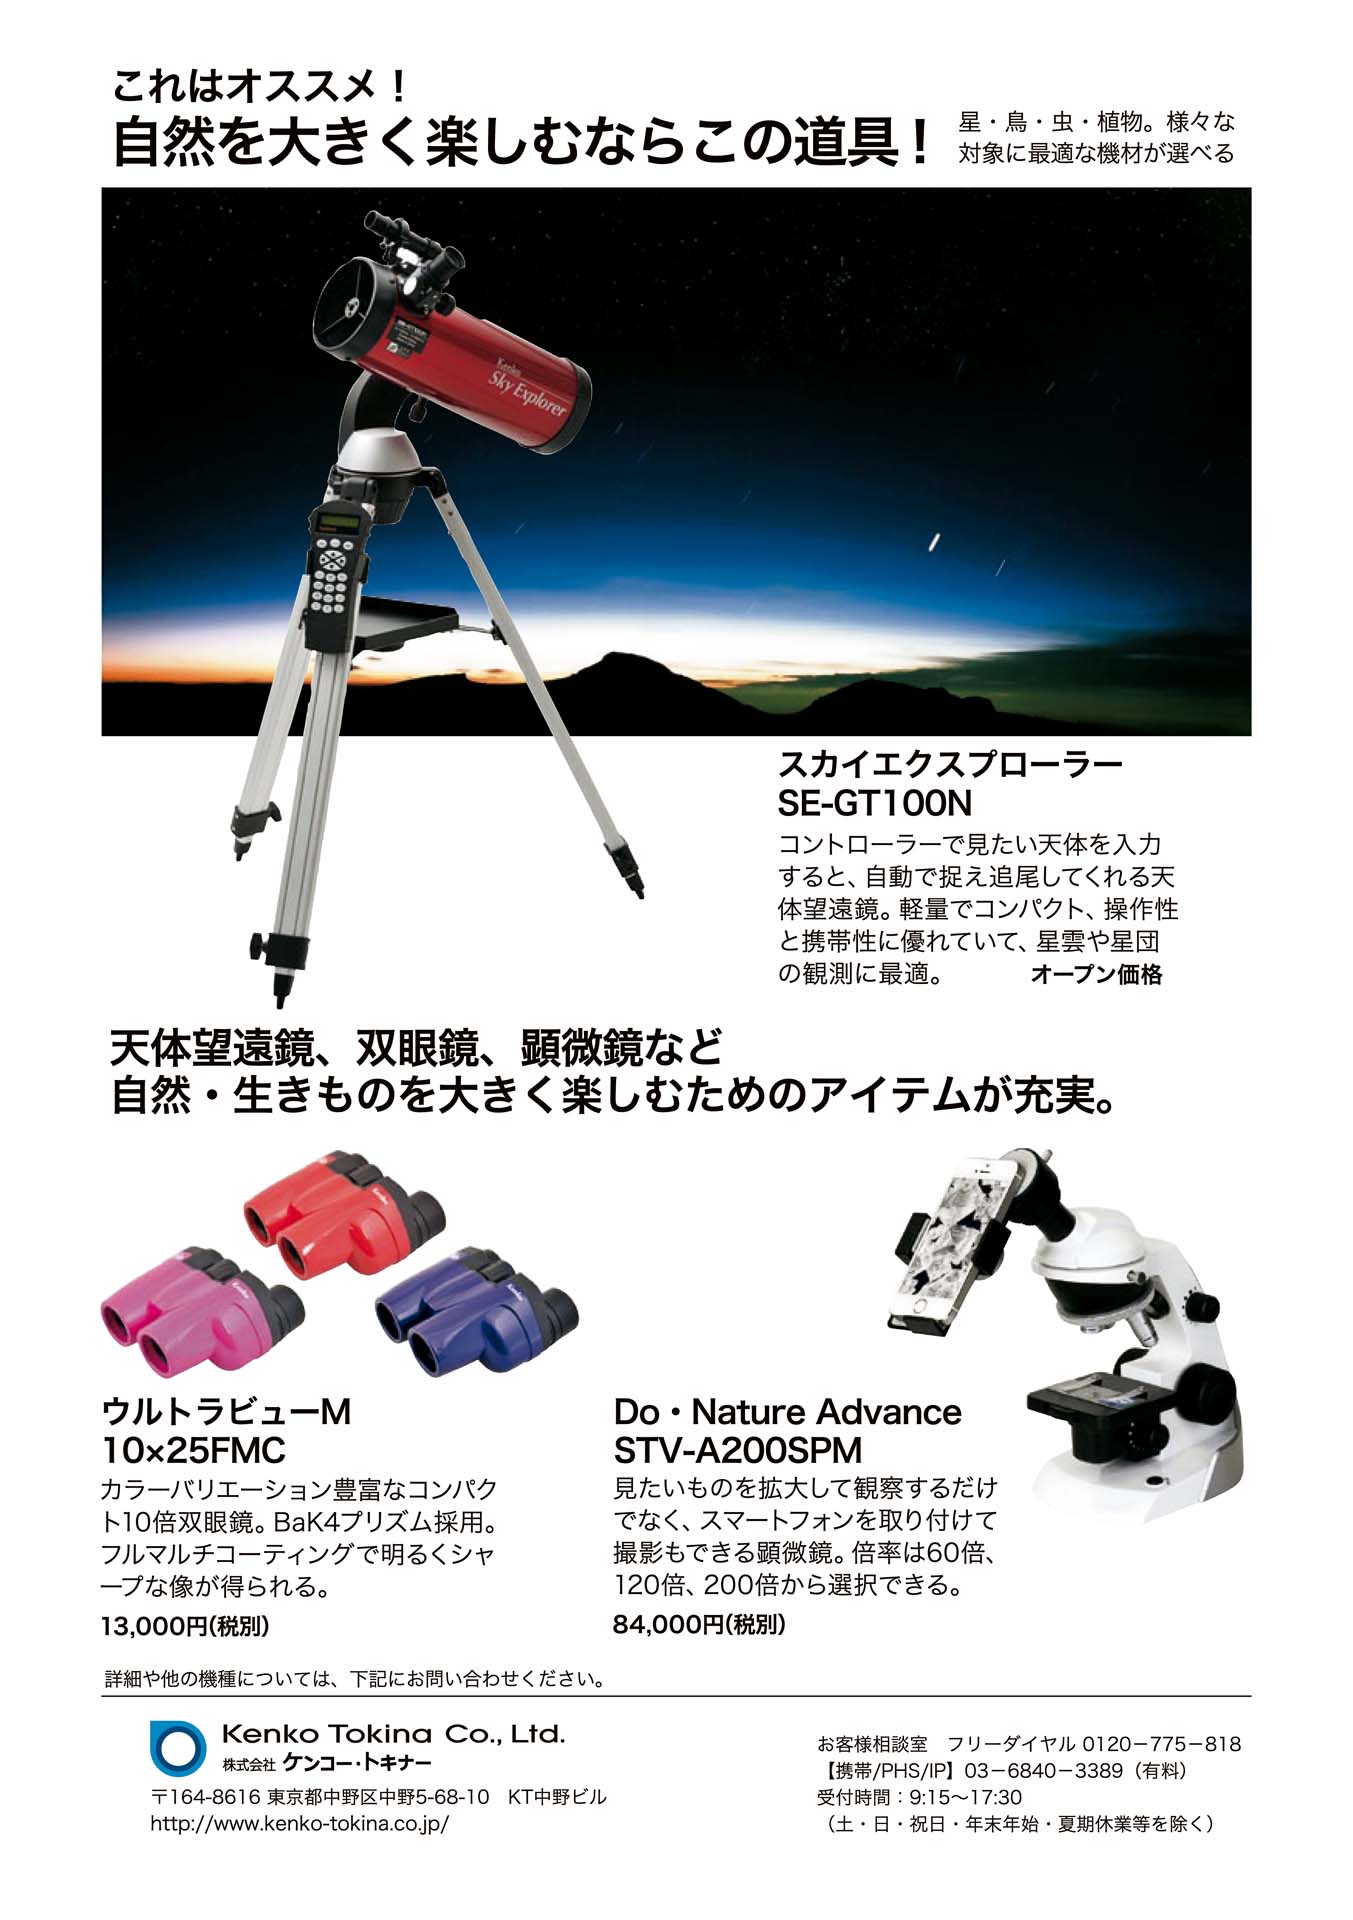 これはオススメ！
自然を大きく楽しむならこの道具！
星・鳥・虫・植物。様々な
対象に最適な機材が選べる
Kenko
Sky Explorer
スカイエクスプローラー
SE-GT100N
コントローラーで見たい天体を入力
すると、自動で捉え追尾してくれる天
体望遠鏡。軽量でコンパクト、操作性
と携帯性に優れていて、星雲や星団
の観測に最適。 オープン価格
天体望遠鏡、双眼鏡、顕微鏡など
自然・生きものを大きく楽しむためのアイテムが充実。
Kenko
Kenko
ウルトラビューM
10×25FMC
カラーバリエーション豊富なコンパク
ト10倍双眼鏡。BaK4プリズム採用。
フルマルチコーティングで明るくシャ
ープな像が得られる。
13,000円(税別)
Do・Nature Advance
STV-A200SPM
見たいものを拡大して観察するだけ
でなく、スマートフォンを取り付けて
撮影もできる顕微鏡。倍率は60倍、
120倍、200倍から選択できる。
84,000円(税別)
詳細や他の機種については、下記にお問い合わせください。
Kenko Tokina Co., Ltd.
株式会社 ケンコー・トキナー
〒164-8616 東京都中野区中野5-68-10　KT中野ビル
http://www.kenko-tokina.co.jp/
お客様相談室　フリーダイヤル 0120－775－818
【携帯/PHS/IP】03－6840－3389（有料）
受付時間：9:15〜17:30
（土・日・祝日・年末年始・夏期休業等を除く）